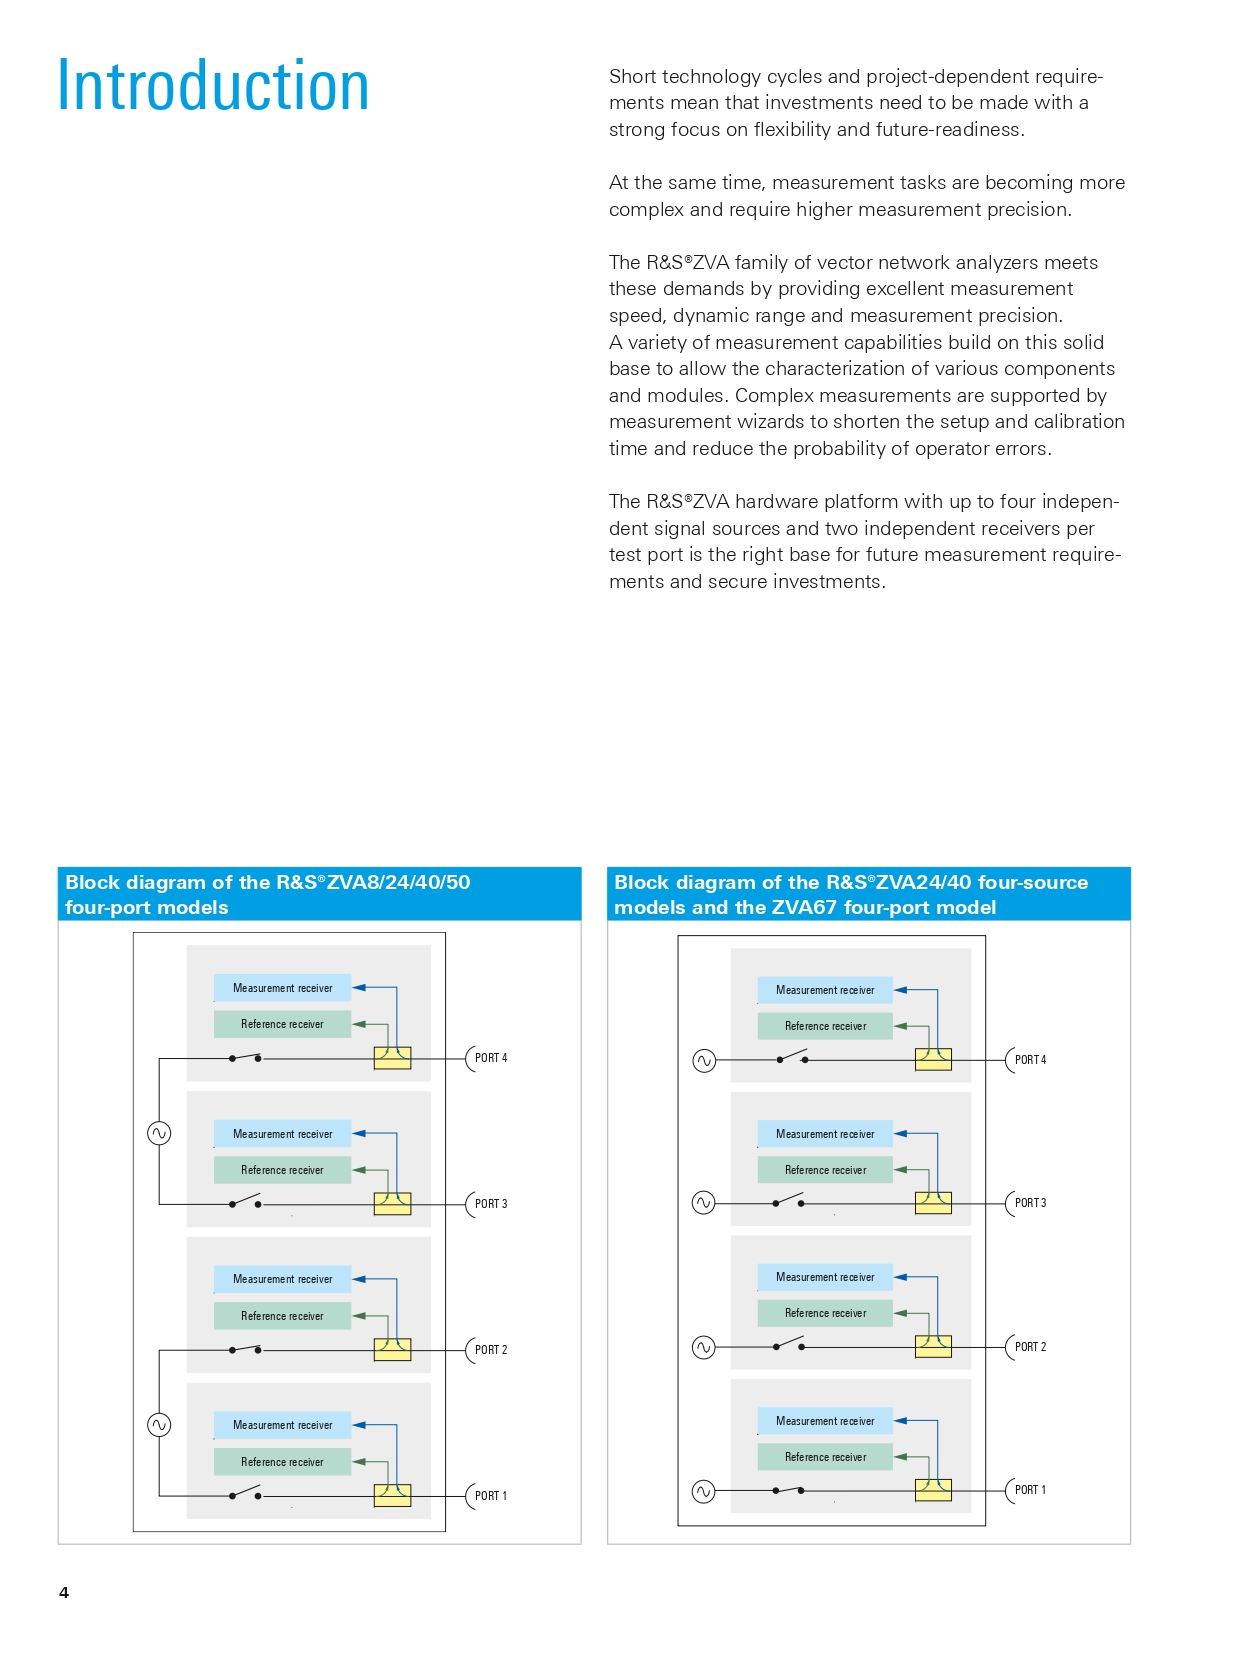 Introduction
Short technology cycles and project-dependent require-
ments mean that investments need to be made with a
strong focus on flexibility and future-readiness.
At the same time, measurement tasks are becoming more
complex and require higher measurement precision.
The R&S®ZVA family of vector network analyzers meets
these demands by providing excellent measurement
speed, dynamic range and measurement precision.
A variety of measurement capabilities build on this solid
base to allow the characterization of various components
and modules. Complex measurements are supported by
measurement wizards to shorten the setup and calibration
time and reduce the probability of operator errors.
The R&S®ZVA hardware platform with up to four indepen-
dent signal sources and two independent receivers per
test port is the right base for future measurement require-
ments and secure investments.
Block diagram of the R&S®ZVA8/24/40/50
four-port models
Measurement receiver
Reference receiver
PORT 4
Measurement receiver
Reference receiver
PORT 3
Measurement receiver
Reference receiver
PORT 2
Measurement receiver
Reference receiver
PORT 1
Block diagram of the R&S®ZVA24/40 four-source
models and the ZVA67 four-port model
Measurement receiver
Reference receiver
PORT 4
Measurement receiver
Reference receiver
PORT 3
Measurement receiver
Reference receiver
PORT 2
Measurement receiver
Reference receiver
PORT 1
4